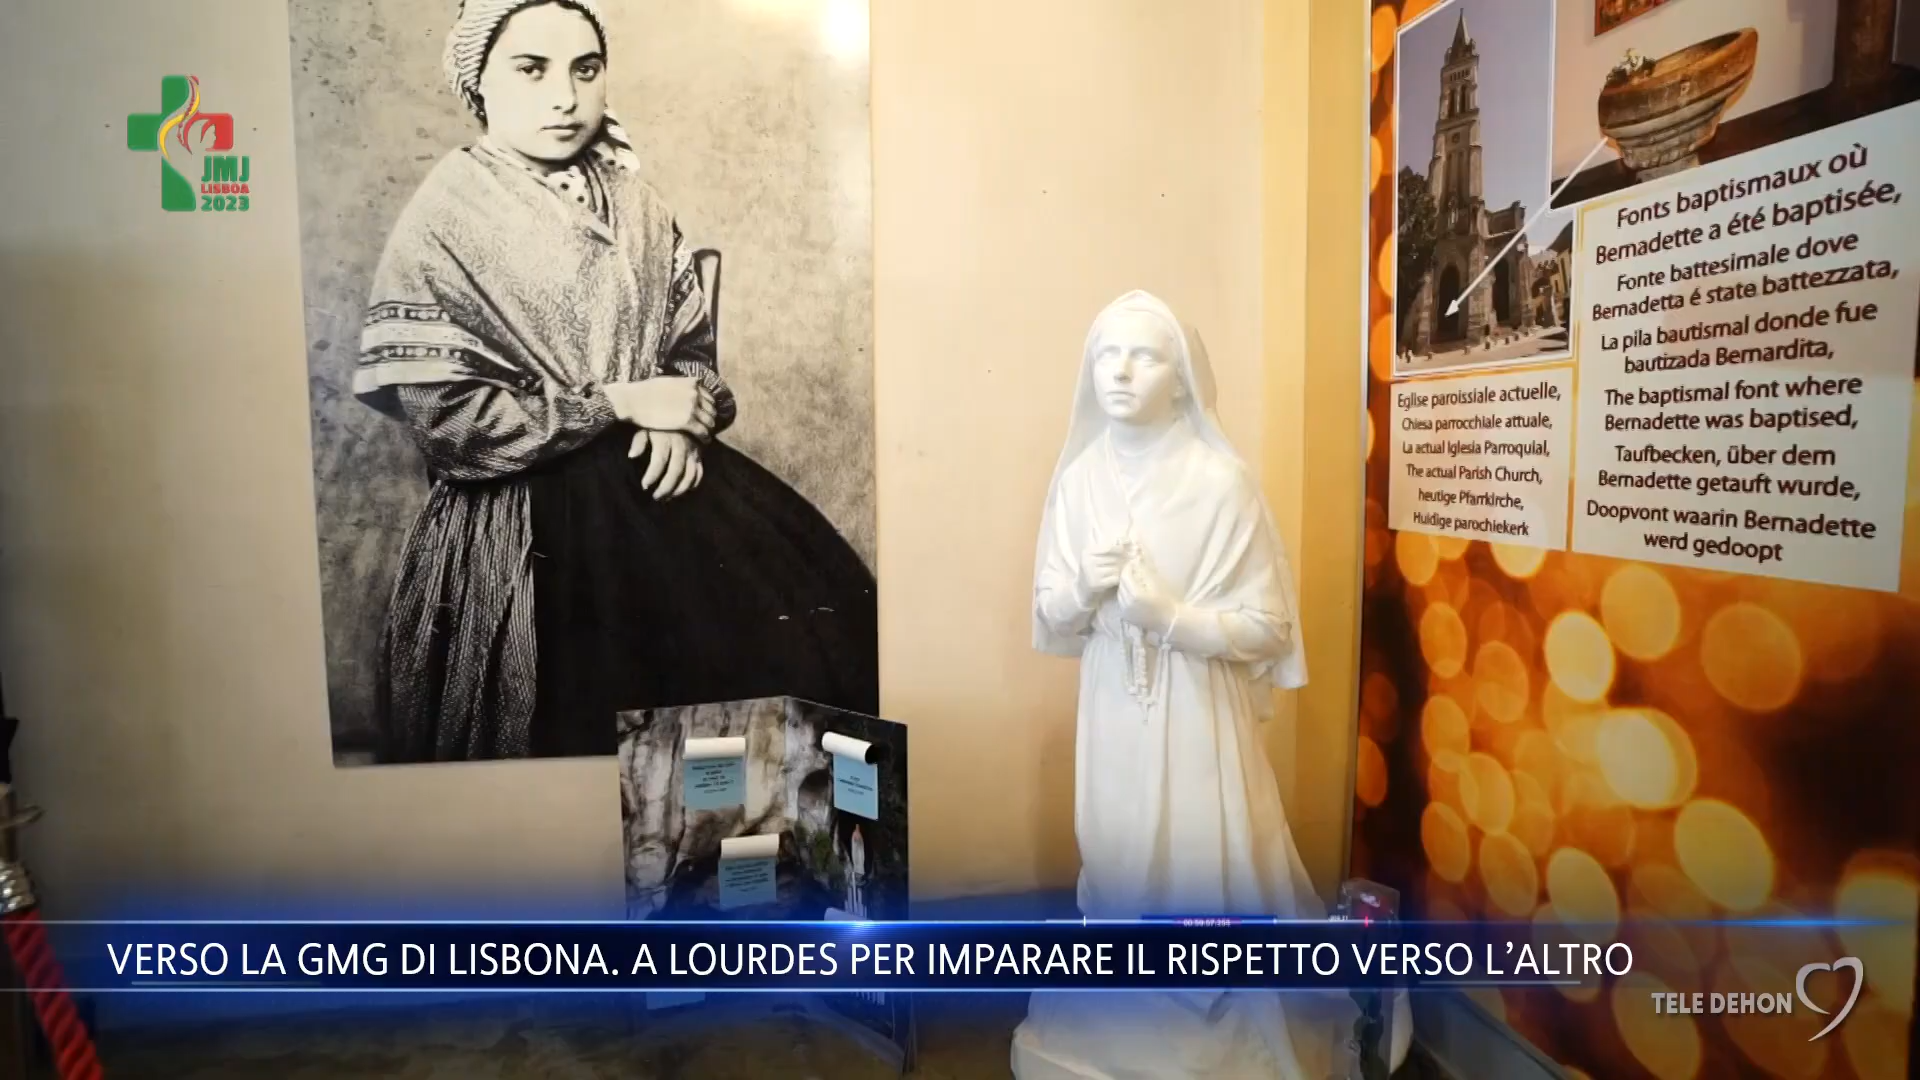 JMJ
LISBOA
2023
Fonts baptismaux où
Bernadette a été baptisée,
Fonte battesimale dove
Bernadetta é state battezzata,
La pila bautismal donde fue
bautizada Bernardita,
The baptismal font where
Bernadette was baptised,
Taufbecken, über dem
Bernadette getauft wurde,
Doopvont waarin Bernadette
werd gedoopt
Eglise paroissiale actuelle,
Chiesa parrocchiale attuale,
La actual Iglesia Parroquial,
The actual Parish Church,
heutige Pfarrkirche,
Huidige parochiekerk
VERSO LA GMG DI LISBONA. A LOURDES PER IMPARARE IL RISPETTO VERSO L'ALTRO
TELE DEHON